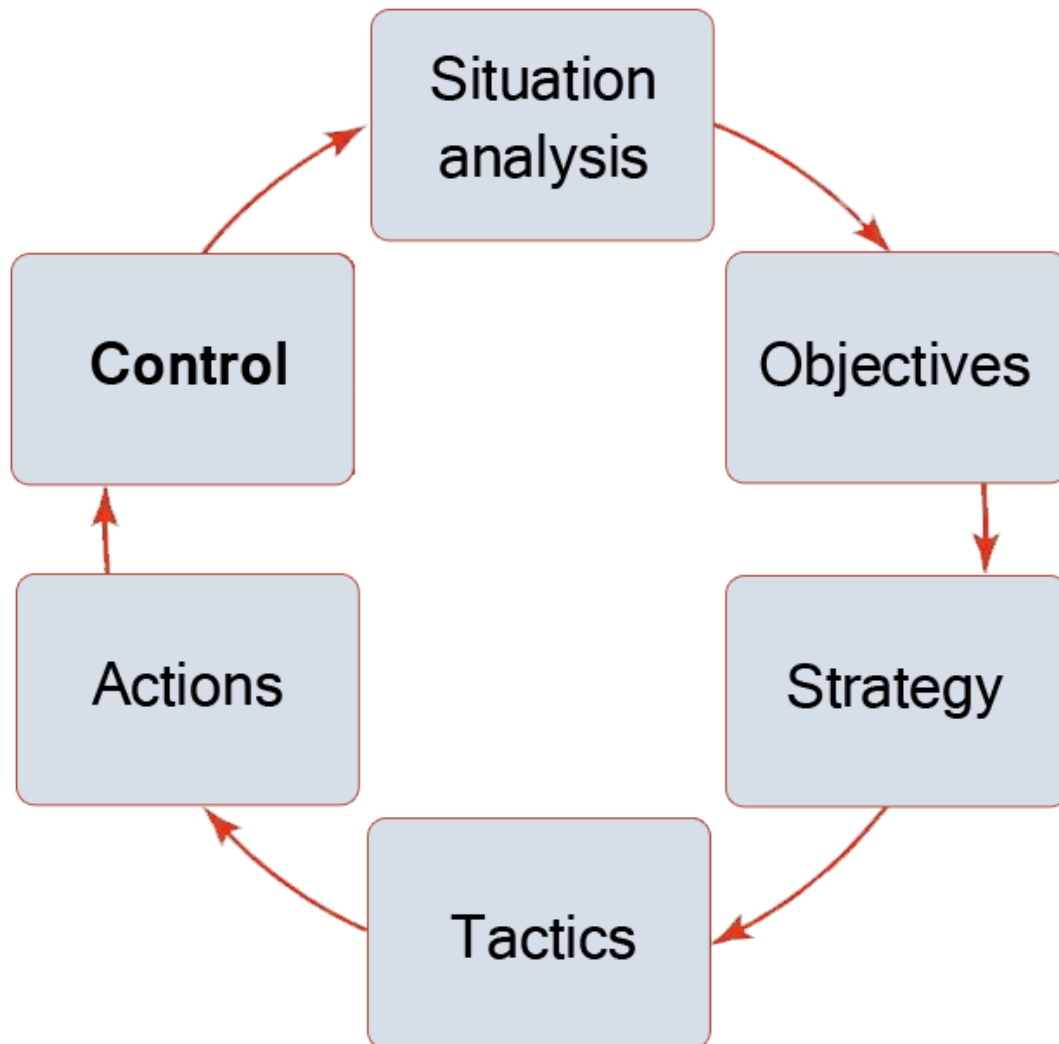 Situation
analysis
Objectives
Strategy
Tactics
Actions
Control